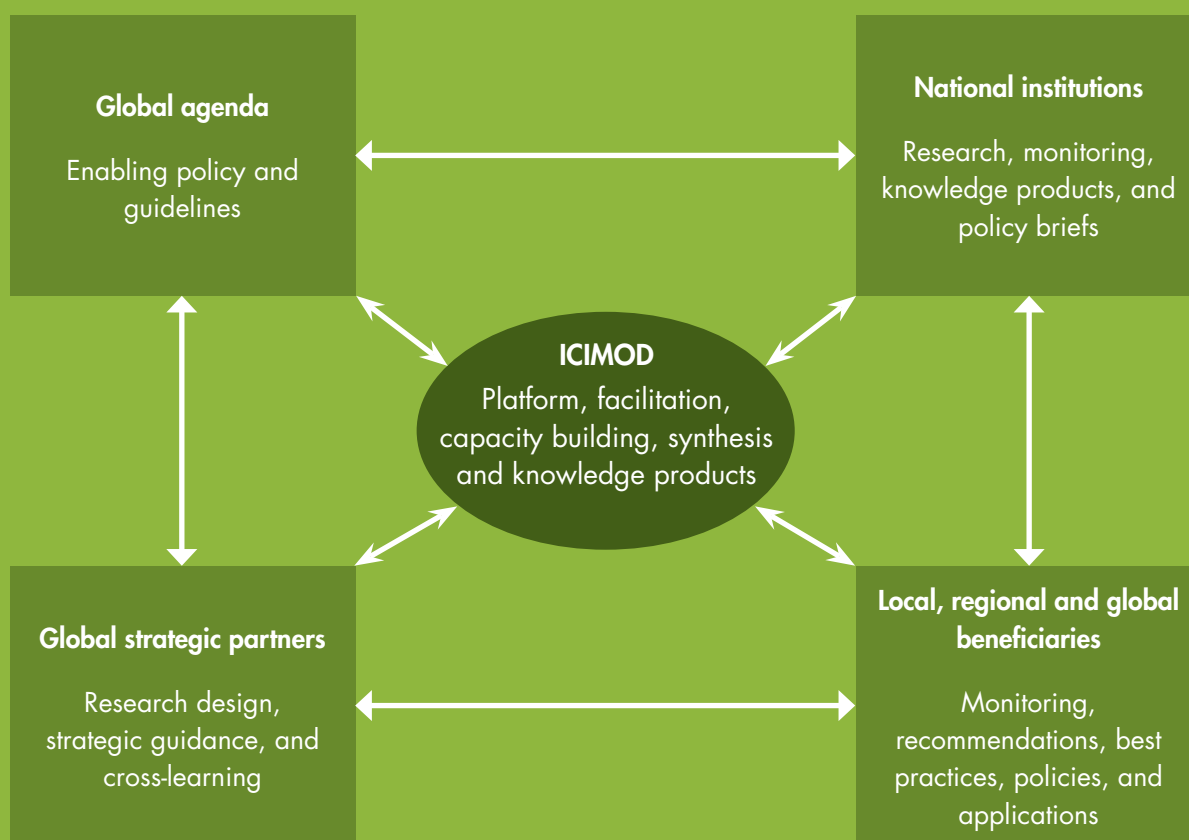 Global agenda
Enabling policy and
guidelines
National institutions
Research, monitoring,
knowledge products, and
policy briefs
ICIMOD
Platform, facilitation,
capacity building, synthesis
and knowledge products
Global strategic partners
Research design,
strategic guidance, and
cross-learning
Local, regional and global
beneficiaries
Monitoring,
recommendations, best
practices, policies, and
applications